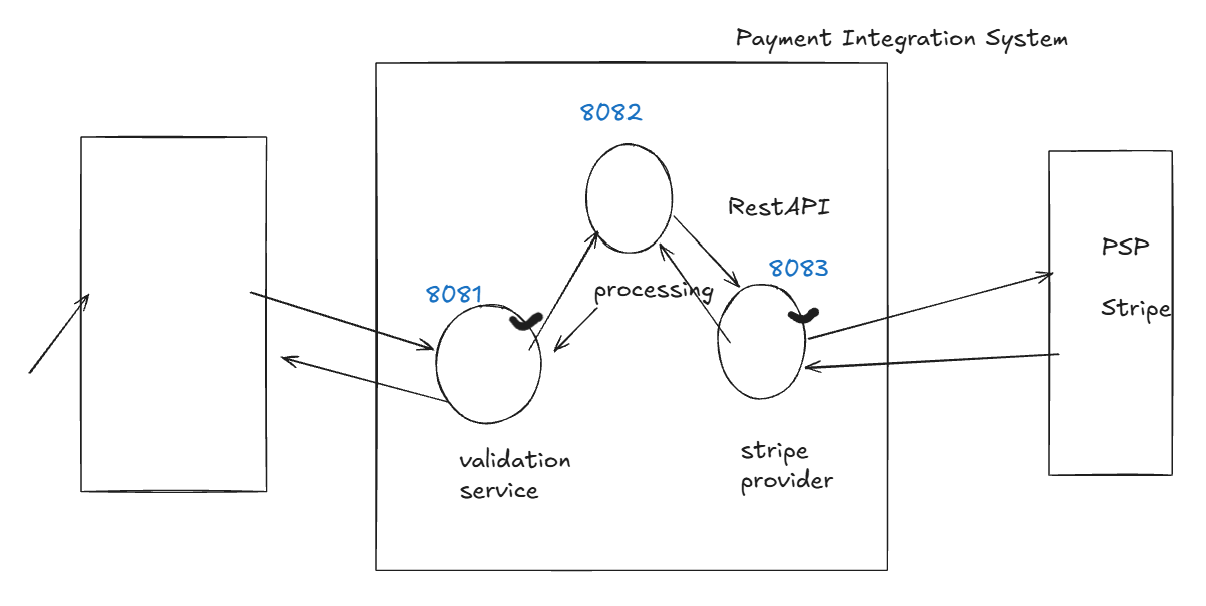 Payment Integration System
8082
RestAPI
8083
8081
processing
validation
service
stripe
provider
PSP
Stripe